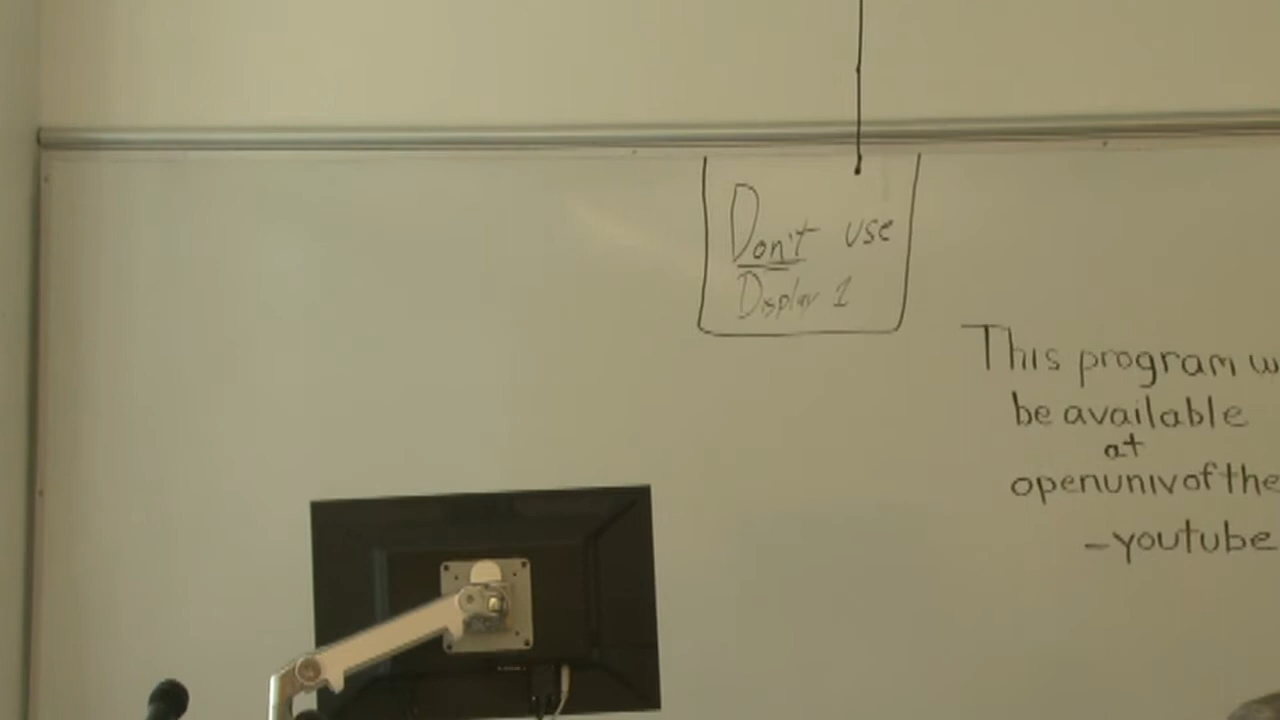 Don't use
Display 1
This program w
be available
at
openunivofthe
-youtube